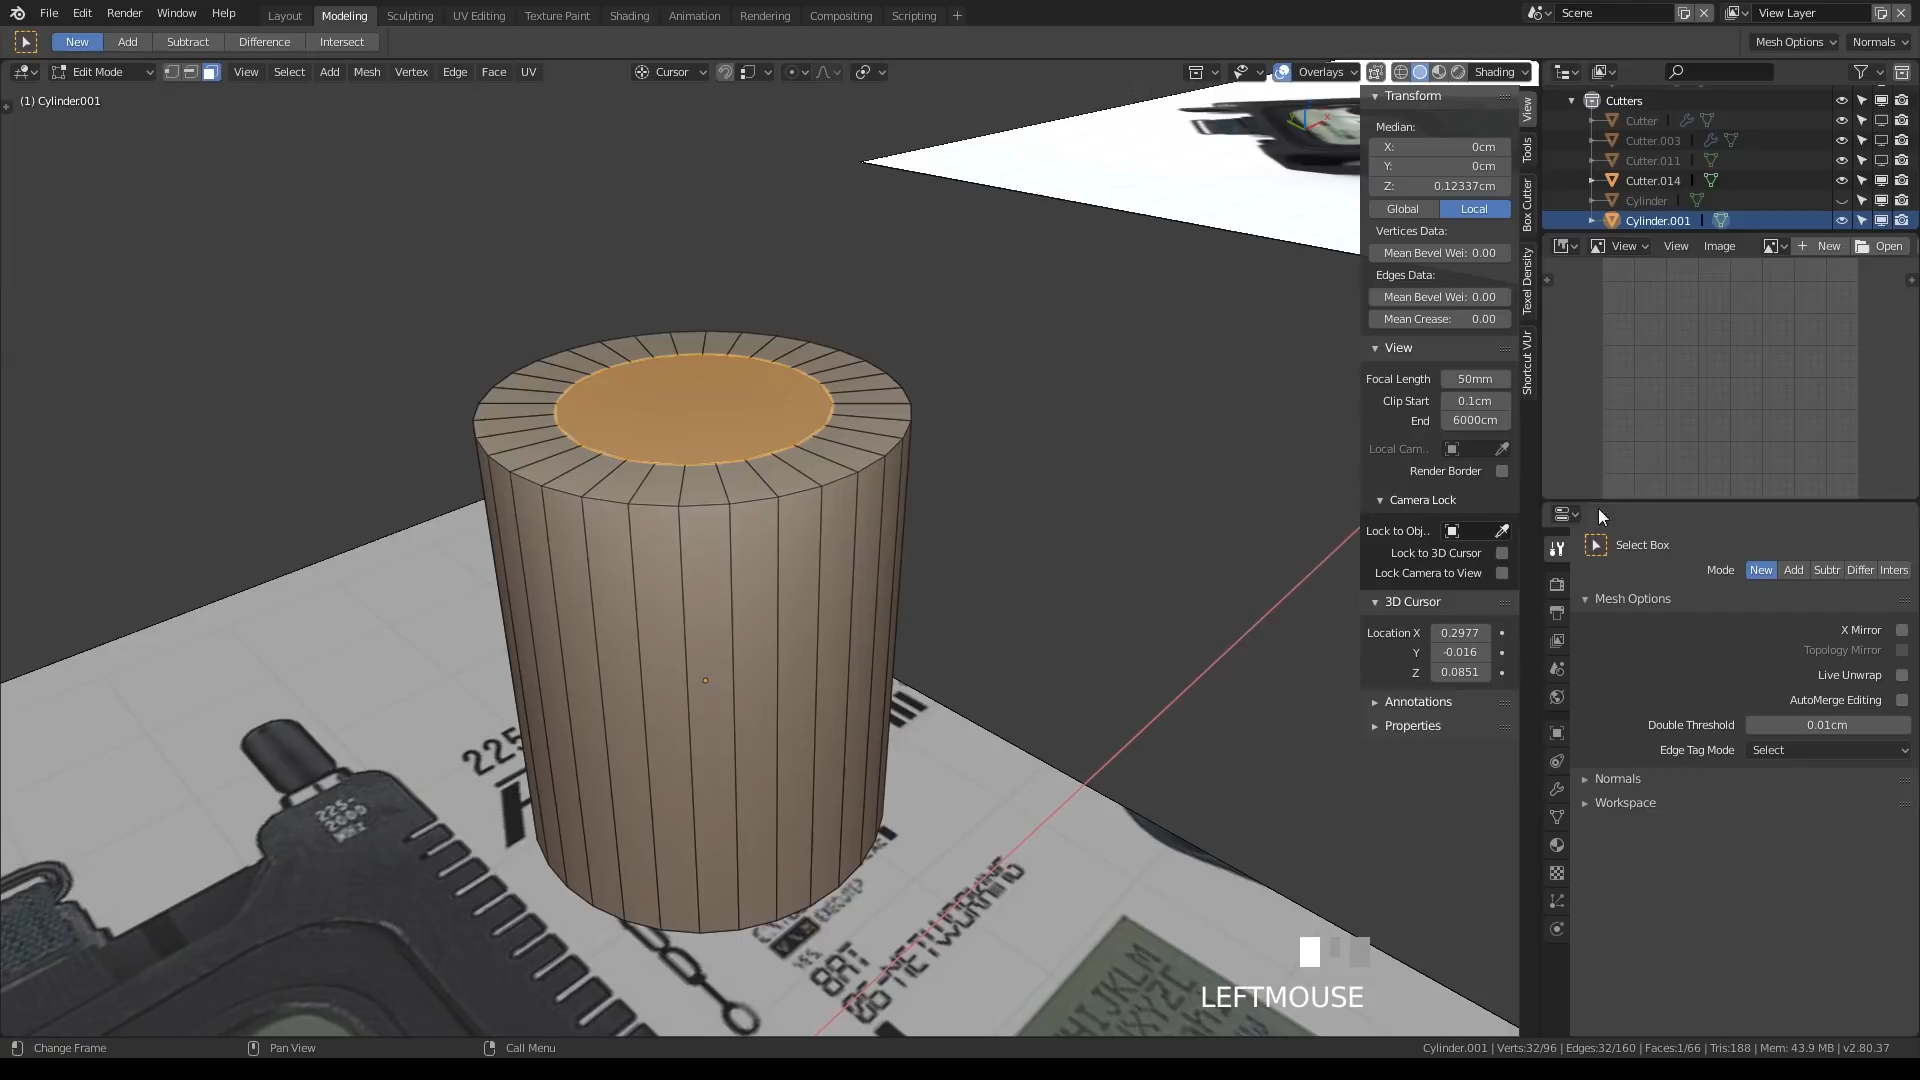 File Edit Render Window Help Layout Modeling Sculpting UV Editing Texture Paint Shading Animation Rendering Compositing Scripting + Scene View Layer
New Add Subtract Difference Intersect Mesh Options Normals
Edit Mode View Select Add Mesh Vertex Edge Face UV Cursor Overlays Shading
(1) Cylinder.001
Transform
Median:
X: 0cm
Y: 0cm
Z: 0.12337cm
Global Local
Vertices Data:
Mean Bevel Wei: 0.00
Edges Data:
Mean Bevel Wei: 0.00
Mean Crease: 0.00
View
Focal Length 50mm
Clip Start 0.1cm
End 6000cm
Local Cam..
Render Border
Camera Lock
Lock to Obj..
Lock to 3D Cursor
Lock Camera to View
3D Cursor
Location X 0.2977
Y -0.016
Z 0.0851
Annotations
Properties
View
Tools
Box Cutter
Texel Density
Shortcut VUr
Cutters
Cutter
Cutter.003
Cutter.011
Cutter.014
Cylinder
Cylinder.001
View View Image New Open
Select Box
Mode New Add Subtr Differ Inters
Mesh Options
X Mirror
Topology Mirror
Live Unwrap
AutoMerge Editing
Double Threshold 0.01cm
Edge Tag Mode Select
Normals
Workspace
225
225-
2000
BAT
NETWORKING
LEFTMOUSE
Change Frame Pan View Call Menu
Cylinder.001 | Verts:32/96 | Edges:32/160 | Faces:1/66 | Tris:188 | Mem: 43.9 MB | v2.80.37